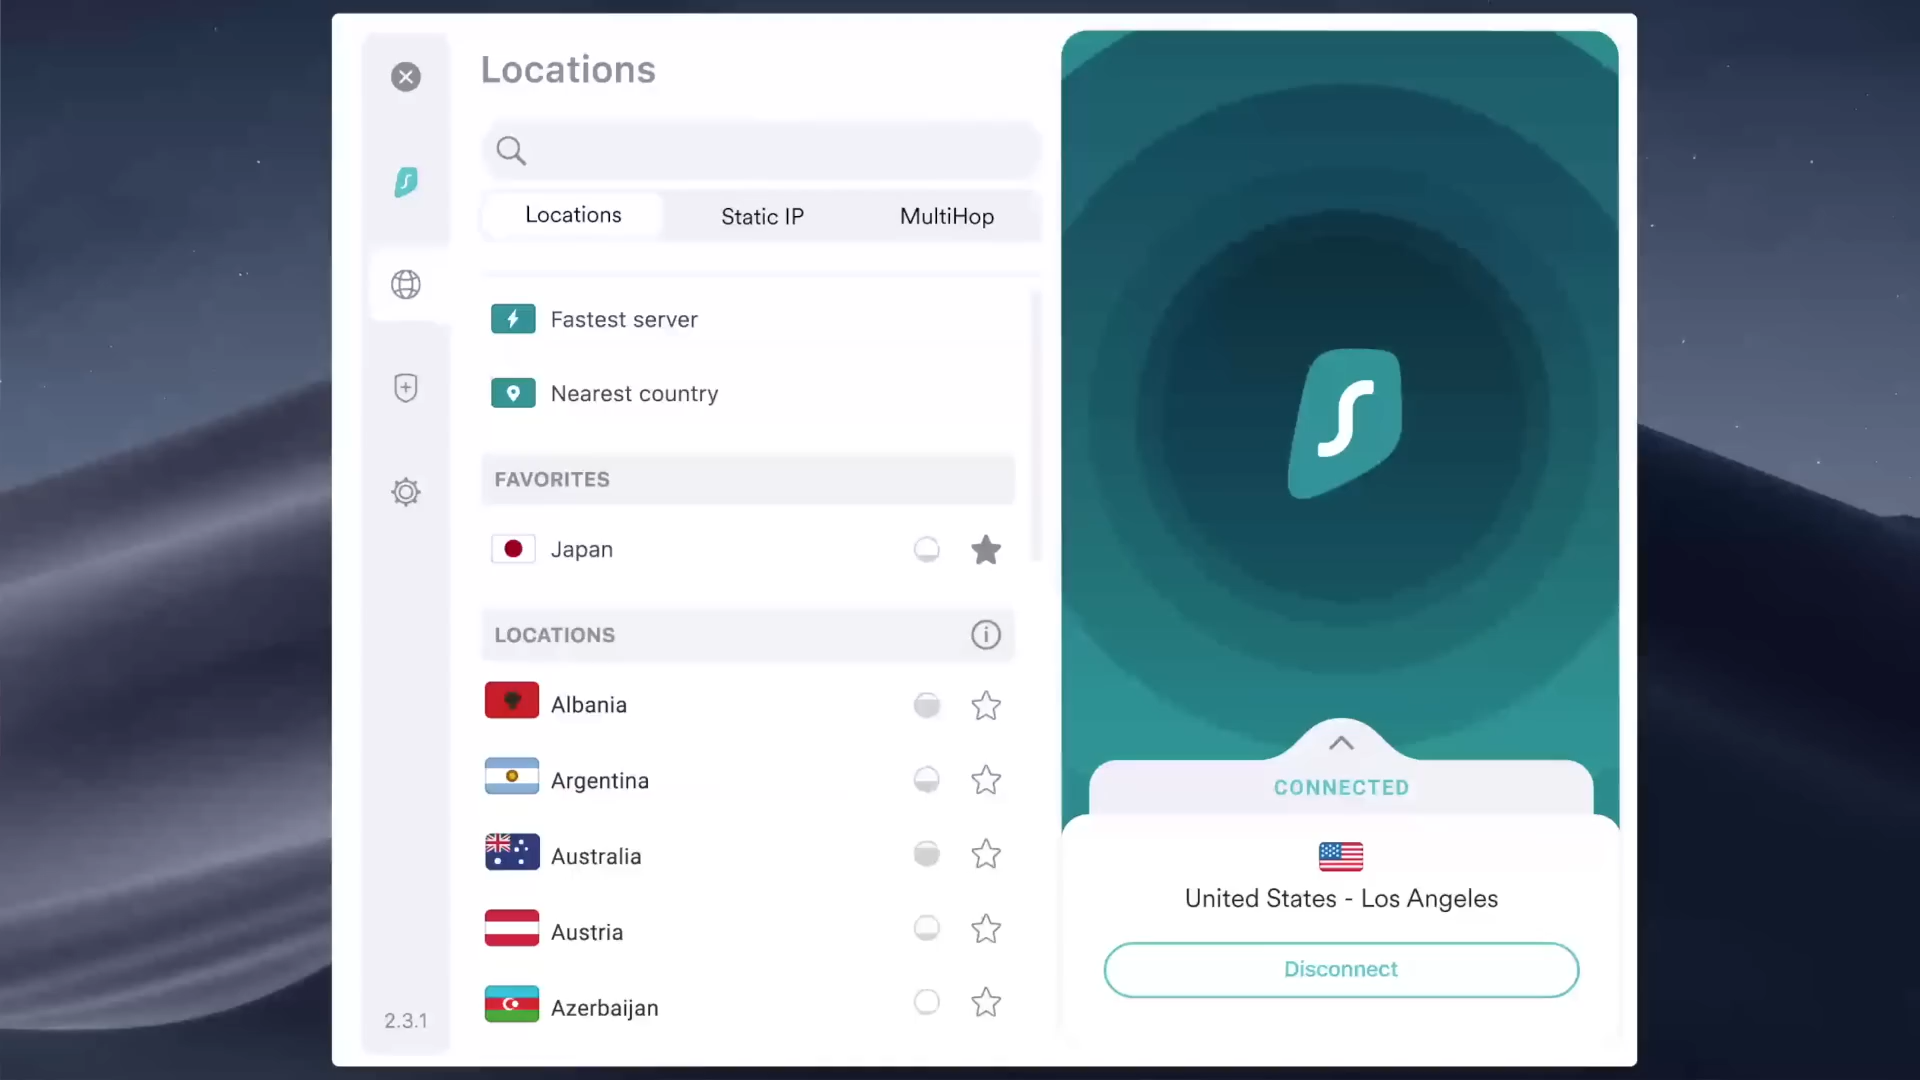 Locations
Locations
Static IP
MultiHop
Fastest server
Nearest country
FAVORITES
Japan
LOCATIONS
Albania
Argentina
Australia
Austria
Azerbaijan
2.3.1
CONNECTED
United States - Los Angeles
Disconnect